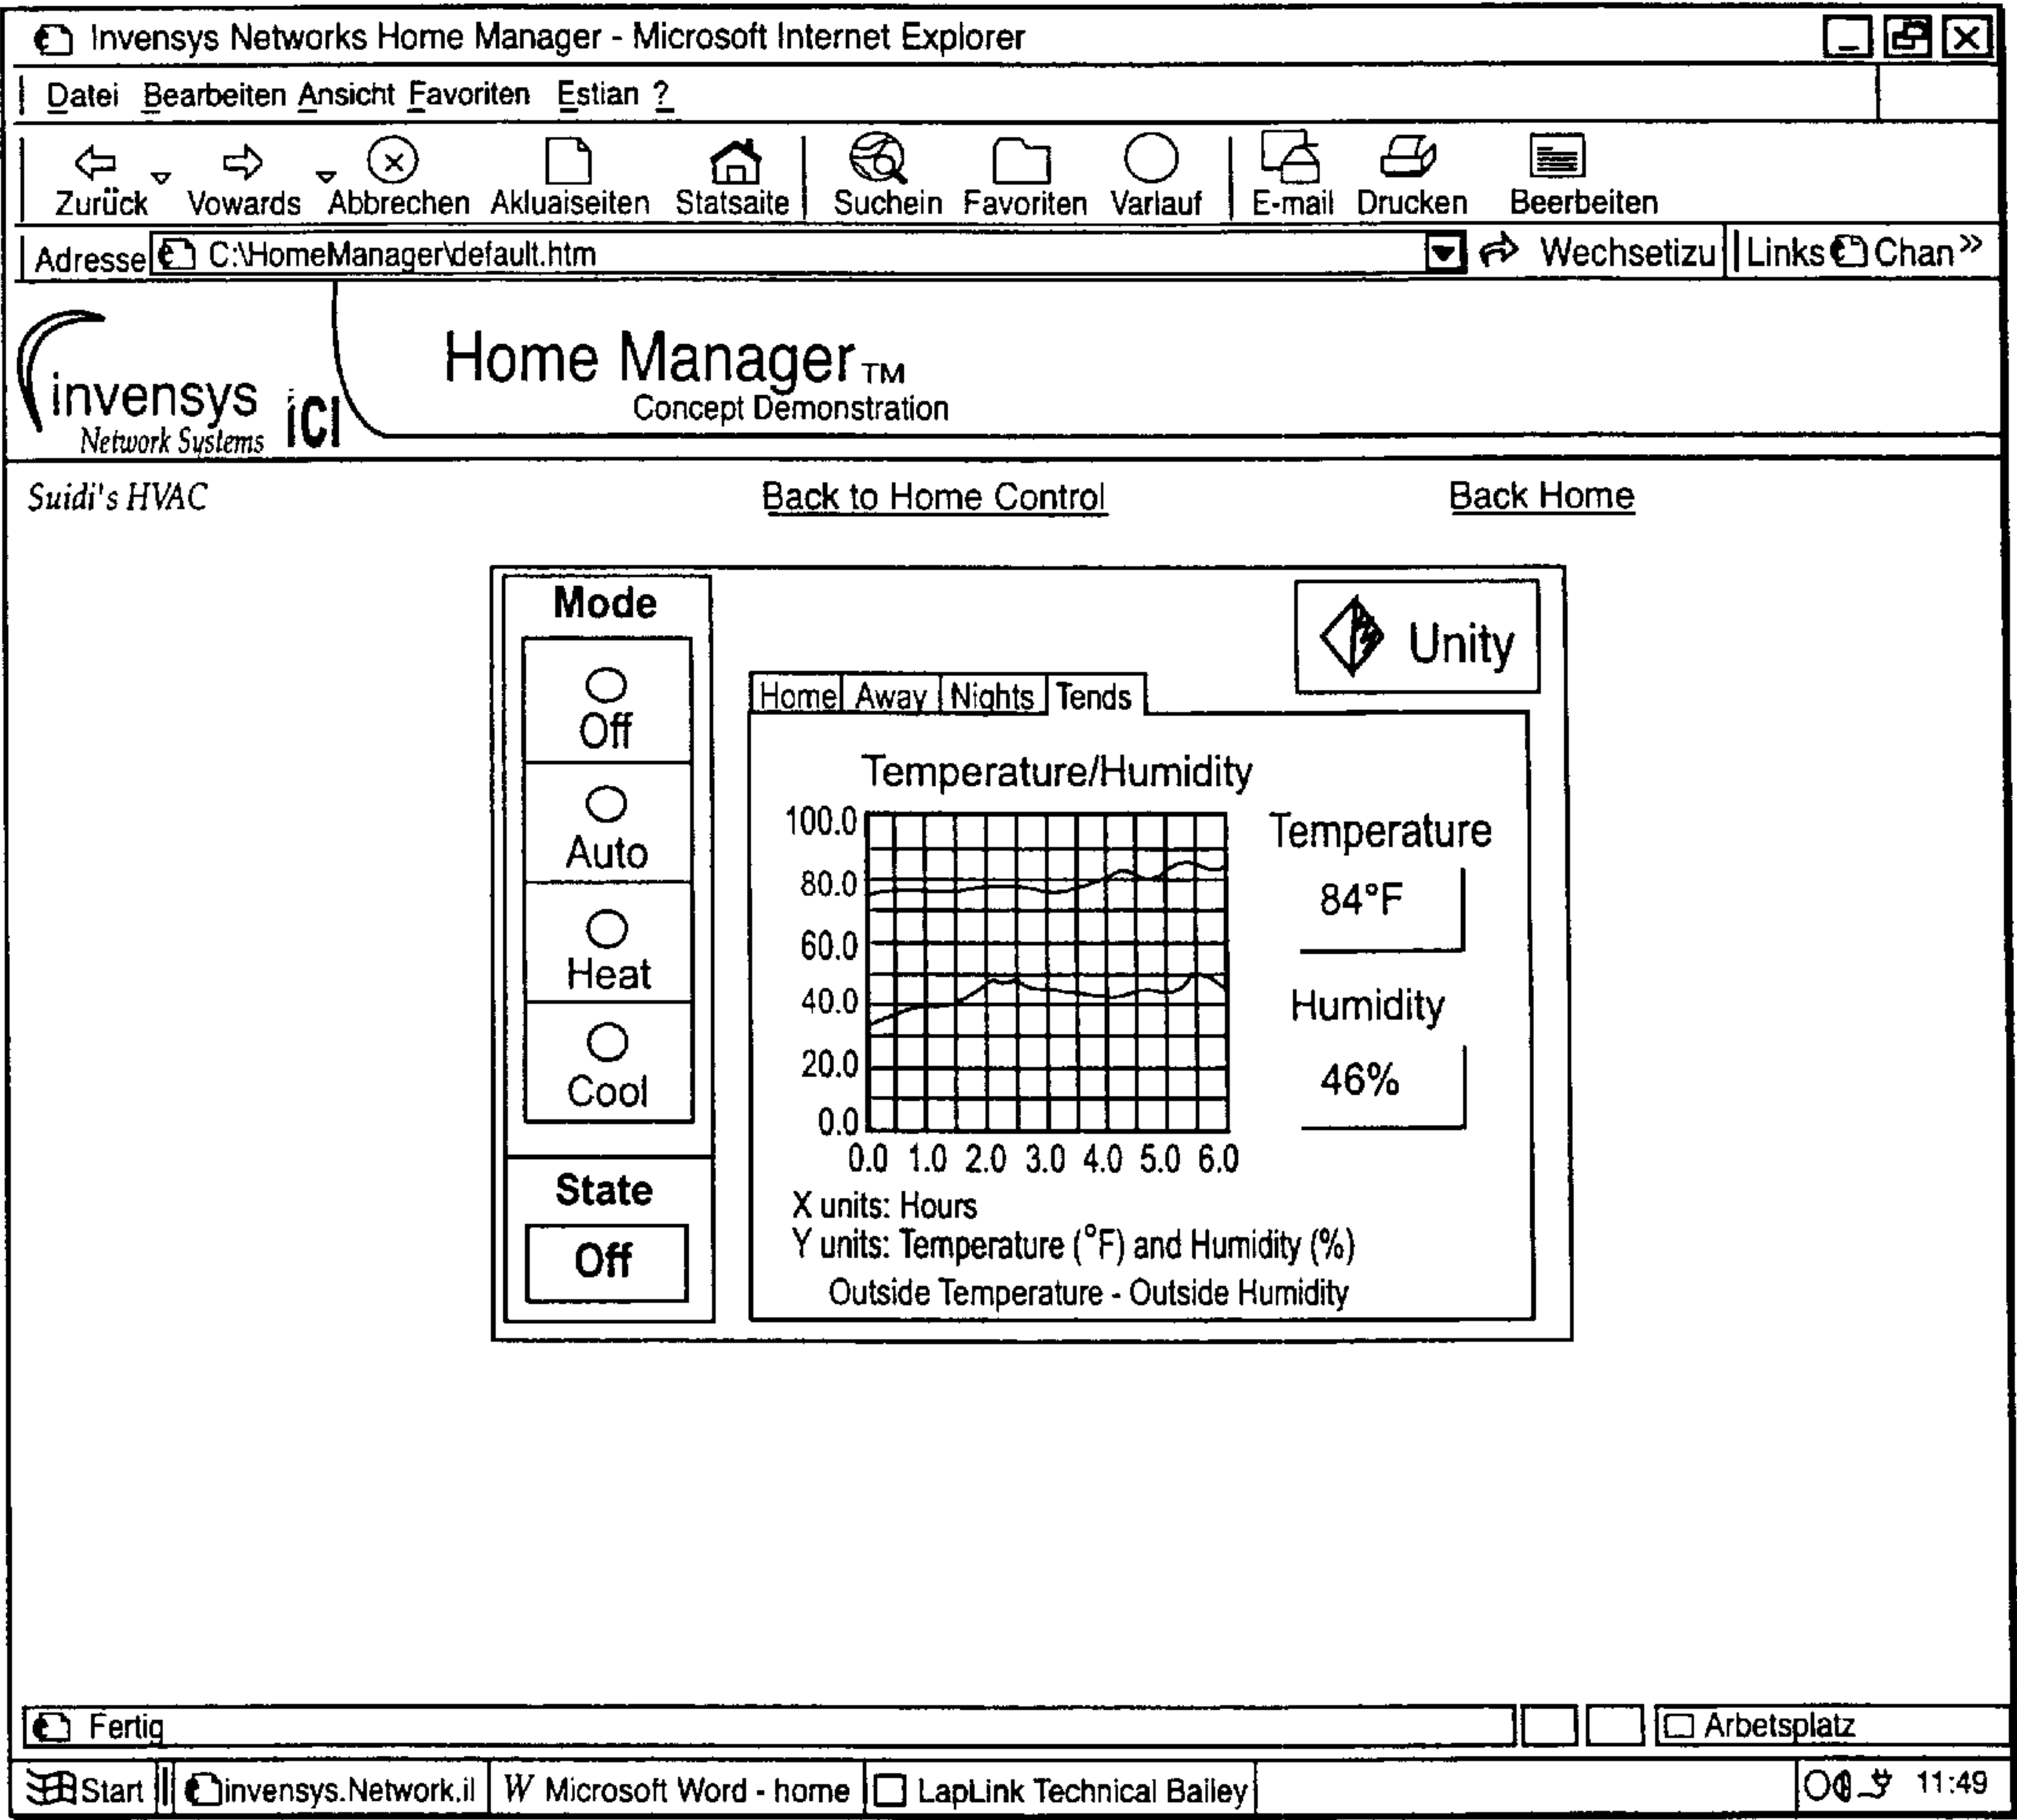 Invensys Networks Home Manager - Microsoft Internet Explorer
Datei Bearbeiten Ansicht Favoriten Estian ?
Zurück Vowards Abbrechen Akluaiseiten Statsaite Suchein Favoriten Varlauf E-mail Drucken Beerbeiten
Adresse C:\HomeManager\default.htm Wechsetizu Links Chan »
invensys
Network Systems
ici
Home Manager TM
Concept Demonstration
Suidi's HVAC Back to Home Control Back Home
Mode
Off
Auto
Heat
Cool
State
Off
Unity
Home Away Nights Tends
Temperature/Humidity
100.0
80.0
60.0
40.0
20.0
0.0
0.0 1.0 2.0 3.0 4.0 5.0 6.0
X units: Hours
Y units: Temperature (°F) and Humidity (%)
Outside Temperature - Outside Humidity
Temperature
84°F
Humidity
46%
Fertig Arbetsplatz
Start invensys.Network.il W Microsoft Word - home LapLink Technical Bailey 11:49